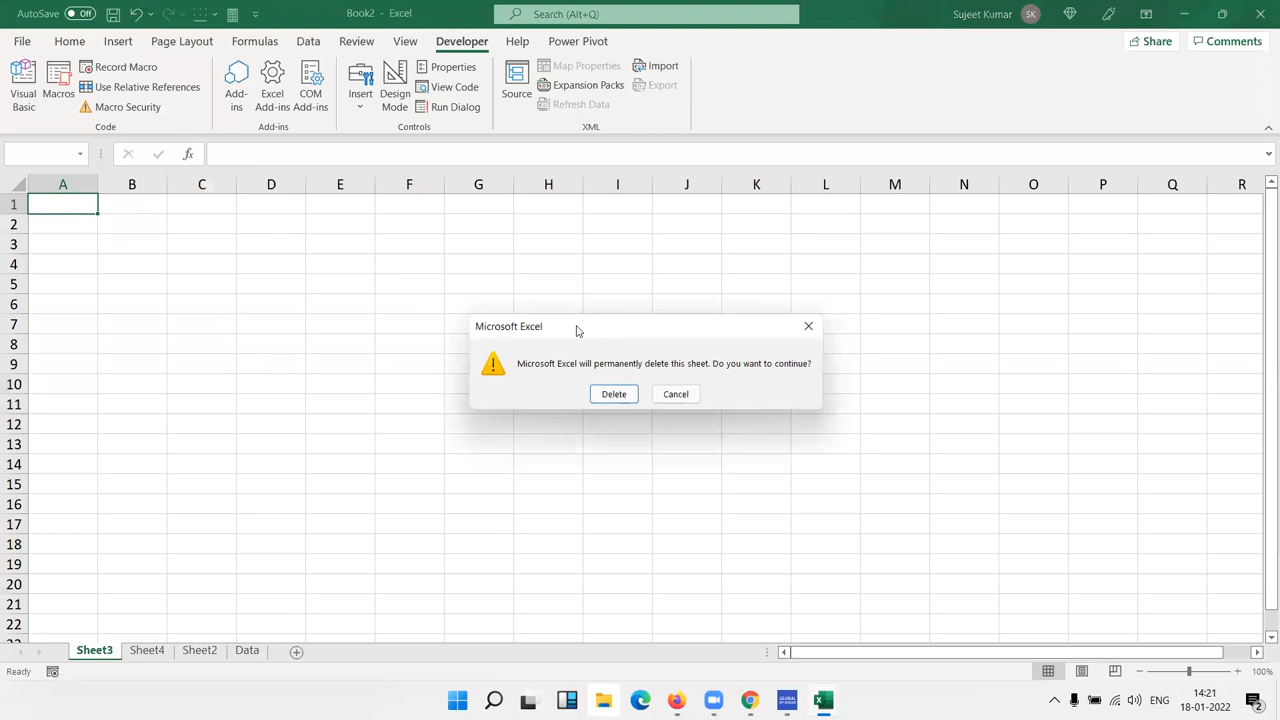 AutoSave Off Book2 - Excel Search (Alt+Q) Sujeet Kumar SK
File Home Insert Page Layout Formulas Data Review View Developer Help Power Pivot Share Comments
Visual Basic
Macros
Record Macro
Use Relative References
Macro Security
Code
Add-ins
Excel Add-ins
COM Add-ins
Add-ins
Insert
Design Mode
Properties
View Code
Run Dialog
Controls
Source
Map Properties
Expansion Packs
Refresh Data
Import
Export
XML
fx
A B C D E F G H I J K L M N O P Q R
1
2
3
4
5
6
7
8
9
10
11
12
13
14
15
16
17
18
19
20
21
22
Microsoft Excel
Microsoft Excel will permanently delete this sheet. Do you want to continue?
Delete Cancel
Sheet3 Sheet4 Sheet2 Data
Ready 100%
ENG 14:21
18-01-2022 2